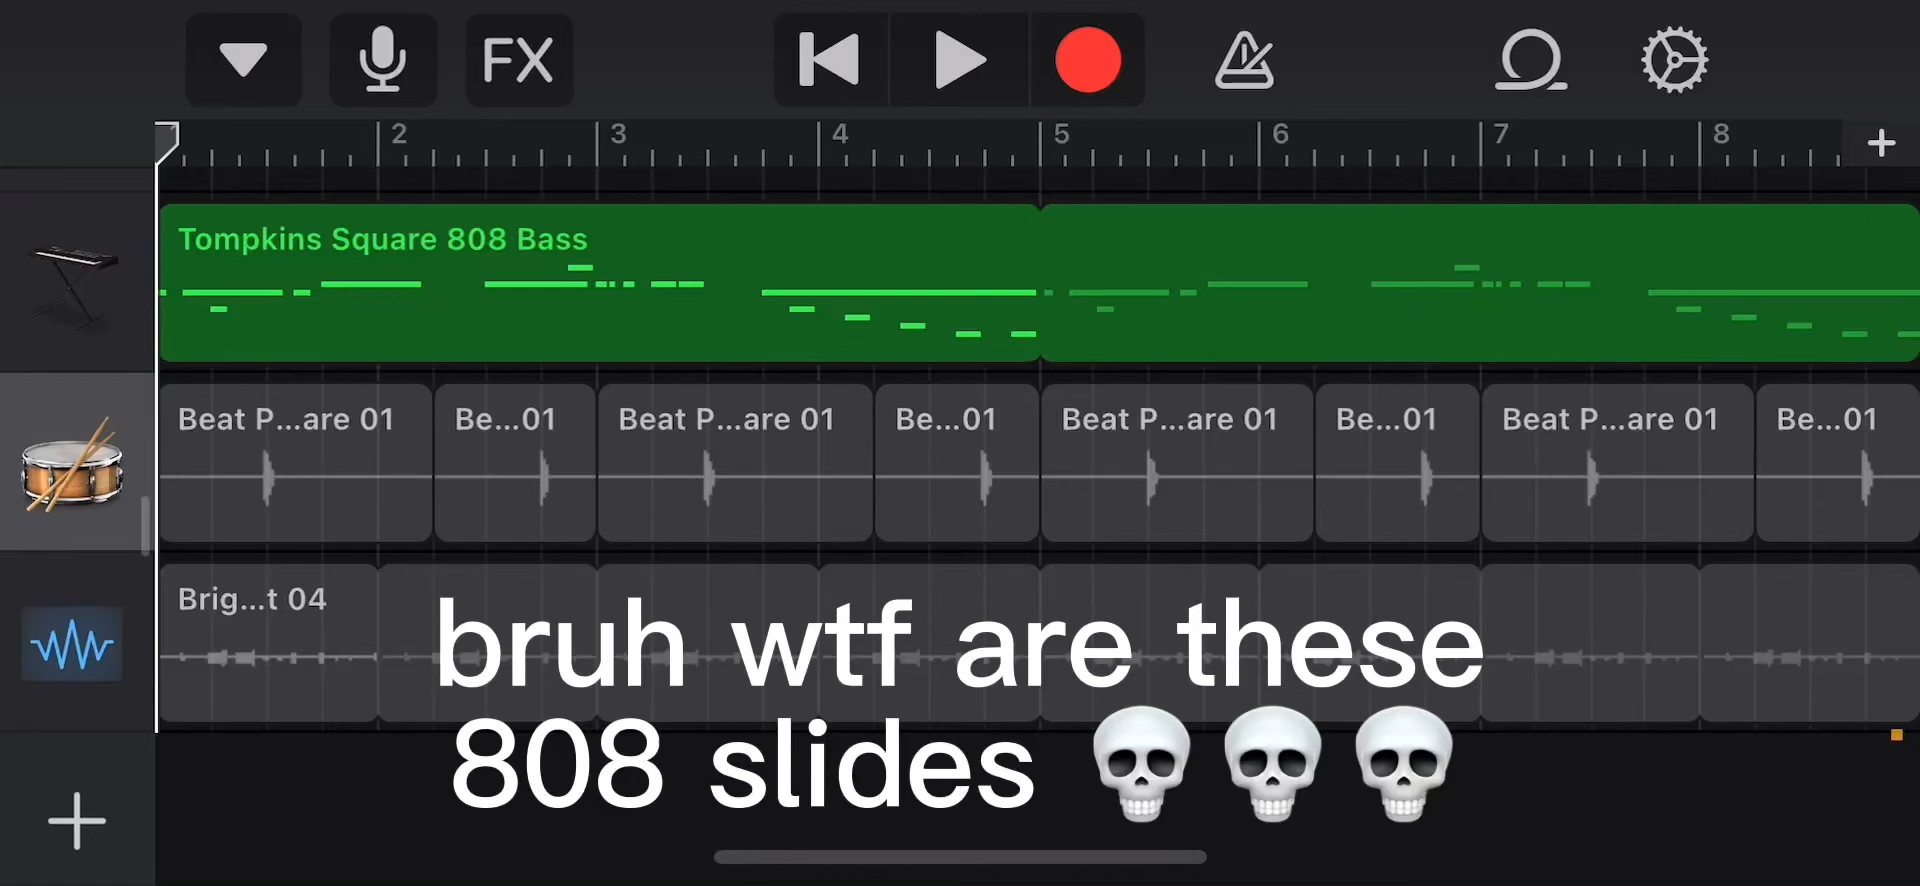 FX
1 2 3 4 5 6 7 8
Tompkins Square 808 Bass
Beat P...are 01 Be...01 Beat P...are 01 Be...01 Beat P...are 01 Be...01 Beat P...are 01 Be...01
Brig...t 04
bruh wtf are these
808 slides 💀💀💀